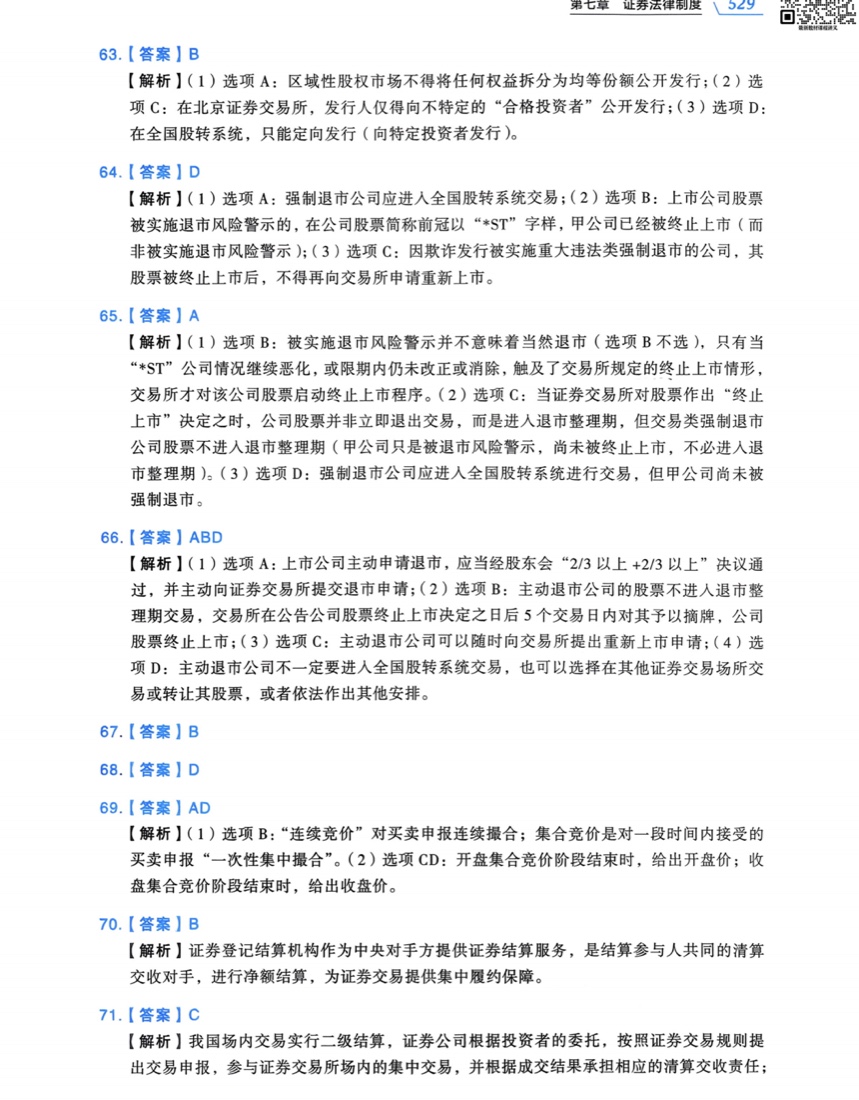 第七章 证券法律制度 529
63.【答案】B
【解析】(1)选项 A:区域性股权市场不得将任何权益拆分为均等份额公开发行;(2)选
项 C:在北京证券交易所,发行人仅得向不特定的“合格投资者”公开发行;(3)选项 D:
在全国股转系统,只能定向发行(向特定投资者发行)。
64.【答案】D
【解析】(1)选项 A:强制退市公司应进入全国股转系统交易;(2)选项 B:上市公司股票
被实施退市风险警示的,在公司股票简称前冠以“*ST”字样,甲公司已经被终止上市(而
非被实施退市风险警示);(3)选项 C:因欺诈发行被实施重大违法类强制退市的公司,其
股票被终止上市后,不得再向交易所申请重新上市。
65.【答案】A
【解析】(1)选项 B:被实施退市风险警示并不意味着当然退市(选项 B 不选),只有当
“*ST”公司情况继续恶化,或限期内仍未改正或消除,触及了交易所规定的终止上市情形,
交易所才对该公司股票启动终止上市程序。(2)选项 C:当证券交易所对股票作出“终止
上市”决定之时,公司股票并非立即退出交易,而是进入退市整理期,但交易类强制退市
公司股票不进入退市整理期(甲公司只是被退市风险警示,尚未被终止上市,不必进入退
市整理期)。(3)选项 D:强制退市公司应进入全国股转系统进行交易,但甲公司尚未被
强制退市。
66.【答案】ABD
【解析】(1)选项 A:上市公司主动申请退市,应当经股东会“2/3 以上 +2/3 以上”决议通
过,并主动向证券交易所提交退市申请;(2)选项 B:主动退市公司的股票不进入退市整
理期交易,交易所在公告公司股票终止上市决定之日后 5 个交易日内对其予以摘牌,公司
股票终止上市;(3)选项 C:主动退市公司可以随时向交易所提出重新上市申请;(4)选
项 D:主动退市公司不一定要进入全国股转系统交易,也可以选择在其他证券交易场所交
易或转让其股票,或者依法作出其他安排。
67.【答案】B
68.【答案】D
69.【答案】AD
【解析】(1)选项 B:“连续竞价”对买卖申报连续撮合;集合竞价是对一段时间内接受的
买卖申报“一次性集中撮合”。(2)选项 CD:开盘集合竞价阶段结束时,给出开盘价;收
盘集合竞价阶段结束时,给出收盘价。
70.【答案】B
【解析】证券登记结算机构作为中央对手方提供证券结算服务,是结算参与人共同的清算
交收对手,进行净额结算,为证券交易提供集中履约保障。
71.【答案】C
【解析】我国场内交易实行二级结算,证券公司根据投资者的委托,按照证券交易规则提
出交易申报,参与证券交易所场内的集中交易,并根据成交结果承担相应的清算交收责任;